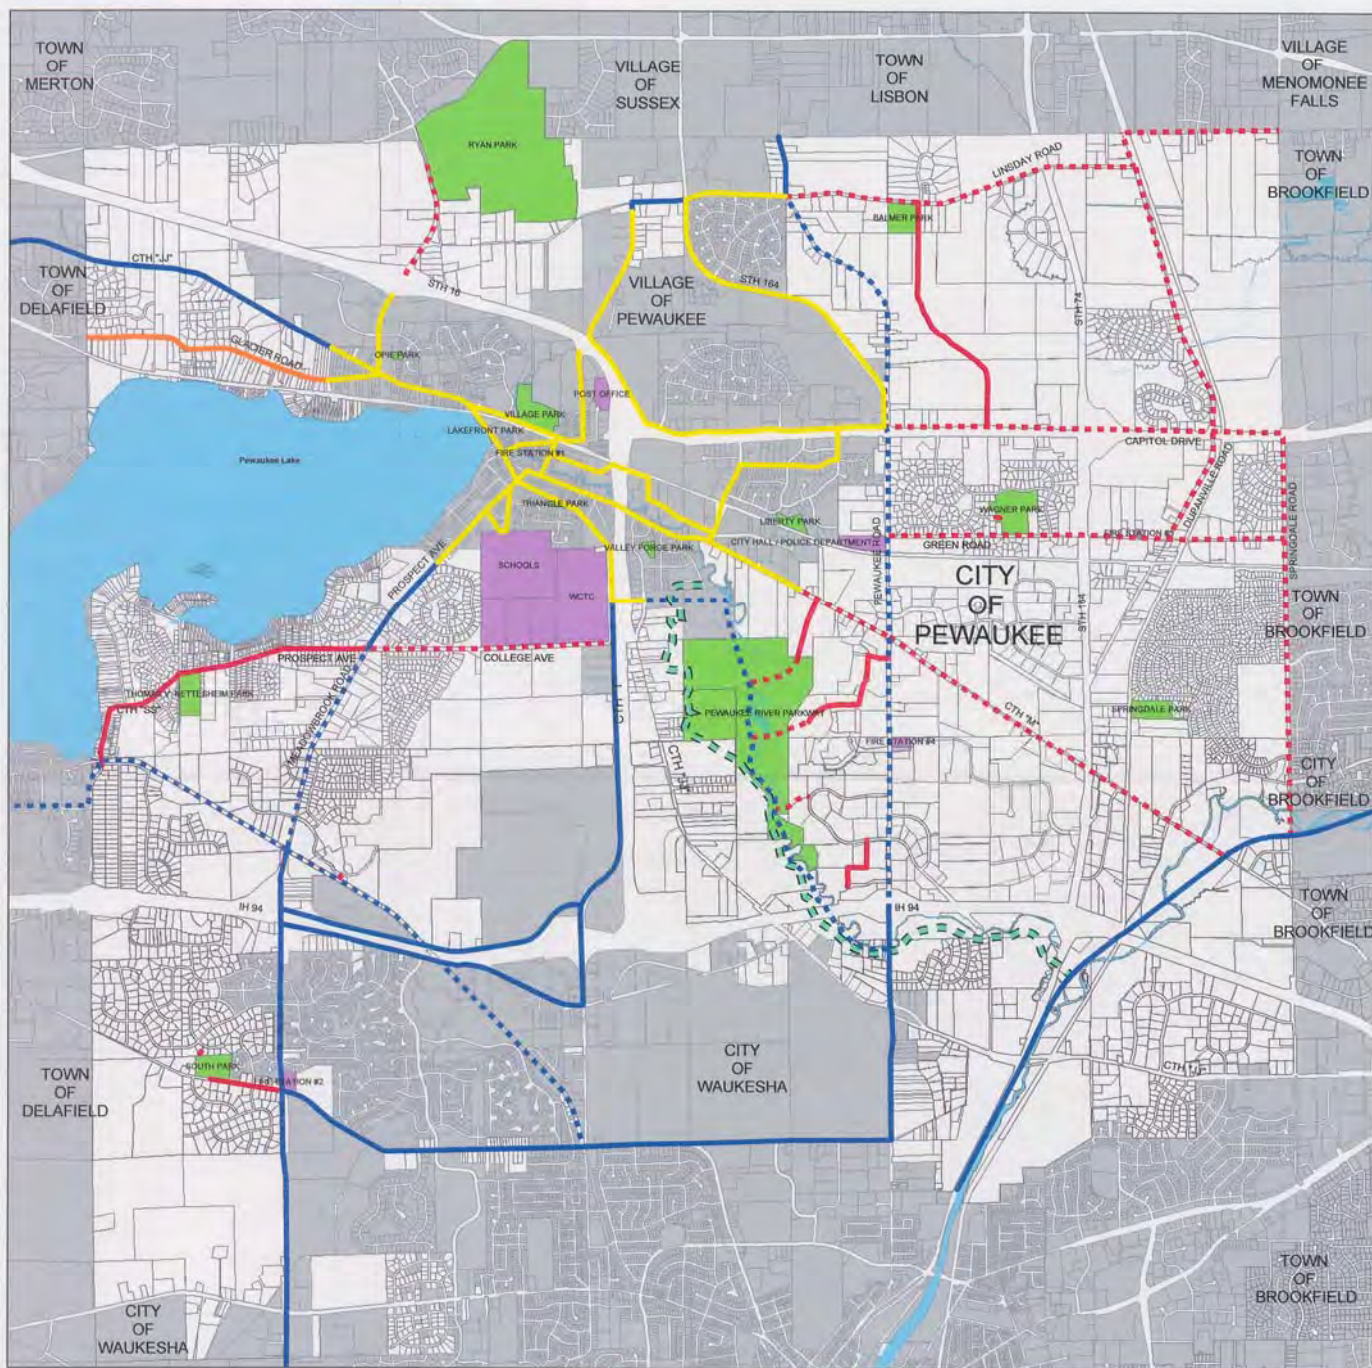 TOWN
OF
MERTON
VILLAGE
OF
SUSSEX
TOWN
OF
LISBON
VILLAGE
OF
MENOMONEE
FALLS
RYAN PARK
LINSDAY ROAD
TOWN
OF
BROOKFIELD
BALMER PARK
CTH "JJ"
TOWN
OF
DELAFIELD
STH 16
VILLAGE
OF
PEWAUKEE
STH 164
STH 74
GLACIER ROAD
OPIE PARK
POST OFFICE
VILLAGE PARK
LAKEFRONT PARK
CAPITOL DRIVE
FIRE STATION #1
Pewaukee Lake
DUPANVILLE ROAD
SPRINGDALE ROAD
TRIANGLE PARK
WAGNER PARK
LIBERTY PARK
FIRE STATION
CITY HALL / POLICE DEPARTMENT
GREEN ROAD
VALLEY FORGE PARK
PEWAUKEE ROAD
PROSPECT AVE
SCHOOLS
WCTC
CITY
OF
PEWAUKEE
STH 164
TOWN
OF
BROOKFIELD
PROSPECT AVE
COLLEGE AVE
CTH "SS"
NETTESHEIM PARK
MEADOWBROOK ROAD
PEWAUKEE RIVER PARKWAY
CTH "M"
SPRINGDALE PARK
FIRE STATION #4
CITY
OF
BROOKFIELD
IH 94
IH 94
TOWN
OF
BROOKFIELD
CITY
OF
WAUKESHA
SOUTH PARK
FIRE STATION #2
TOWN
OF
DELAFIELD
TOWN
OF
BROOKFIELD
CITY
OF
WAUKESHA